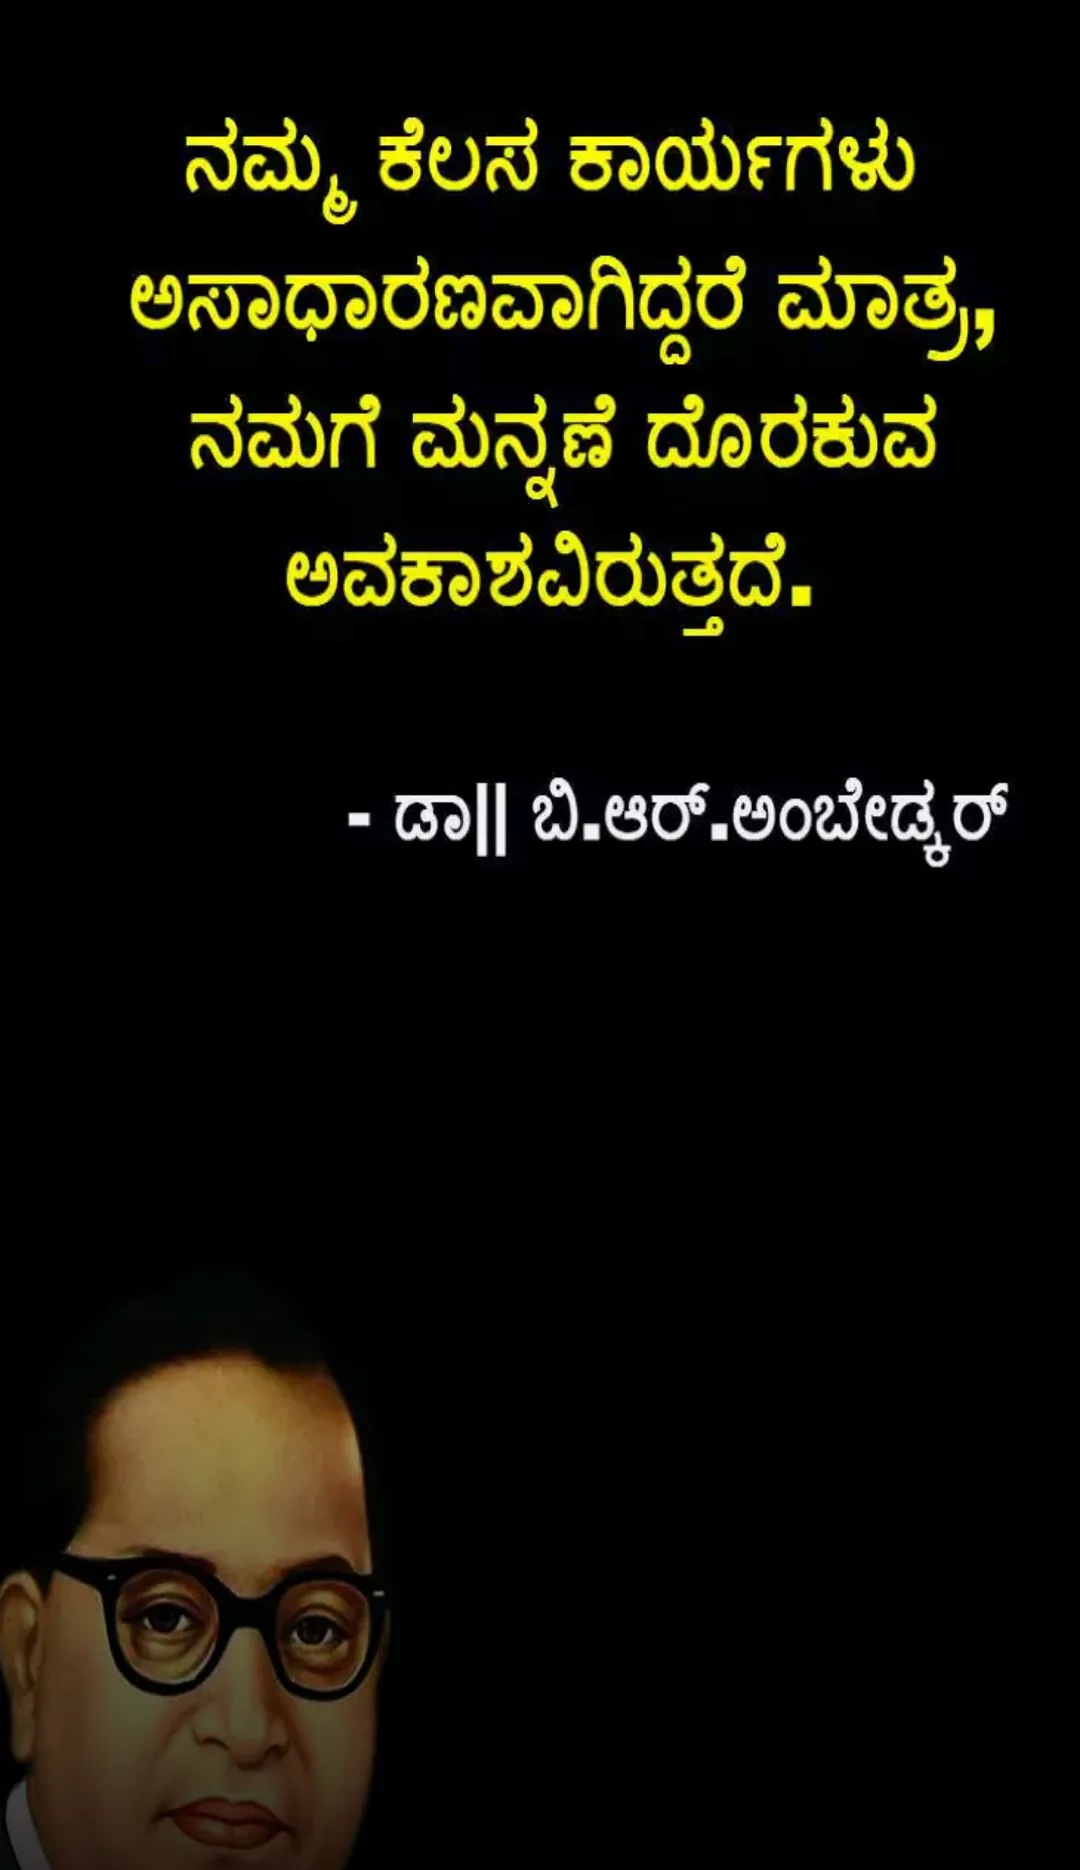 ನಮ್ಮ ಕೆಲಸ ಕಾರ್ಯಗಳು
ಅಸಾಧಾರಣವಾಗಿದ್ದರೆ ಮಾತ್ರ,
ನಮಗೆ ಮನ್ನಣೆ ದೊರಕುವ
ಅವಕಾಶವಿರುತ್ತದೆ.
- ಡಾ|| ಬಿ.ಆರ್.ಅಂಬೇಡ್ಕರ್